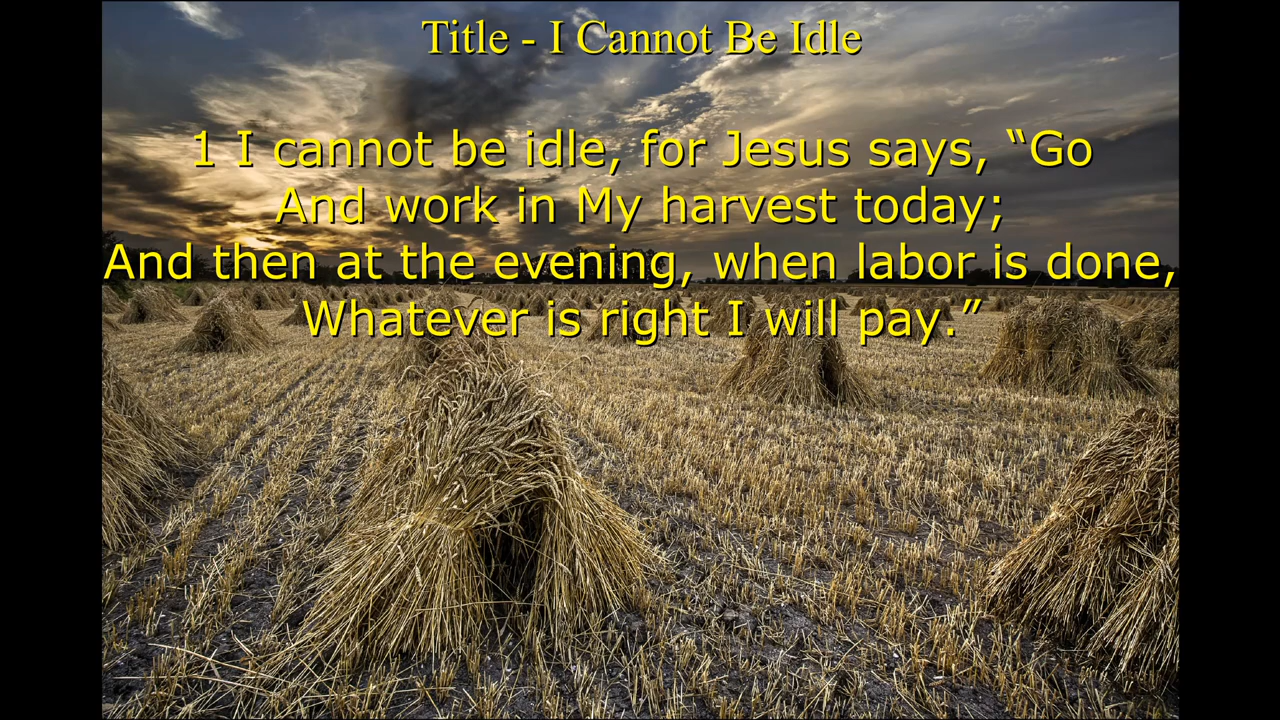 Title - I Cannot Be Idle
1 I cannot be idle, for Jesus says, “Go
And work in My harvest today;
And then at the evening, when labor is done,
Whatever is right I will pay.”